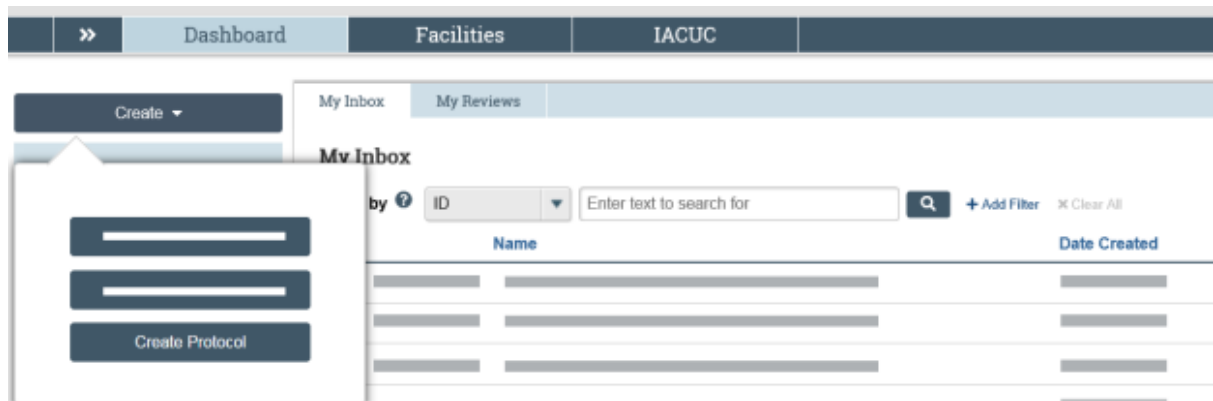 » Dashboard Facilities IACUC
Create
My Inbox My Reviews
My Inbox
by ? ID Enter text to search for + Add Filter × Clear All
Name Date Created
Create Protocol